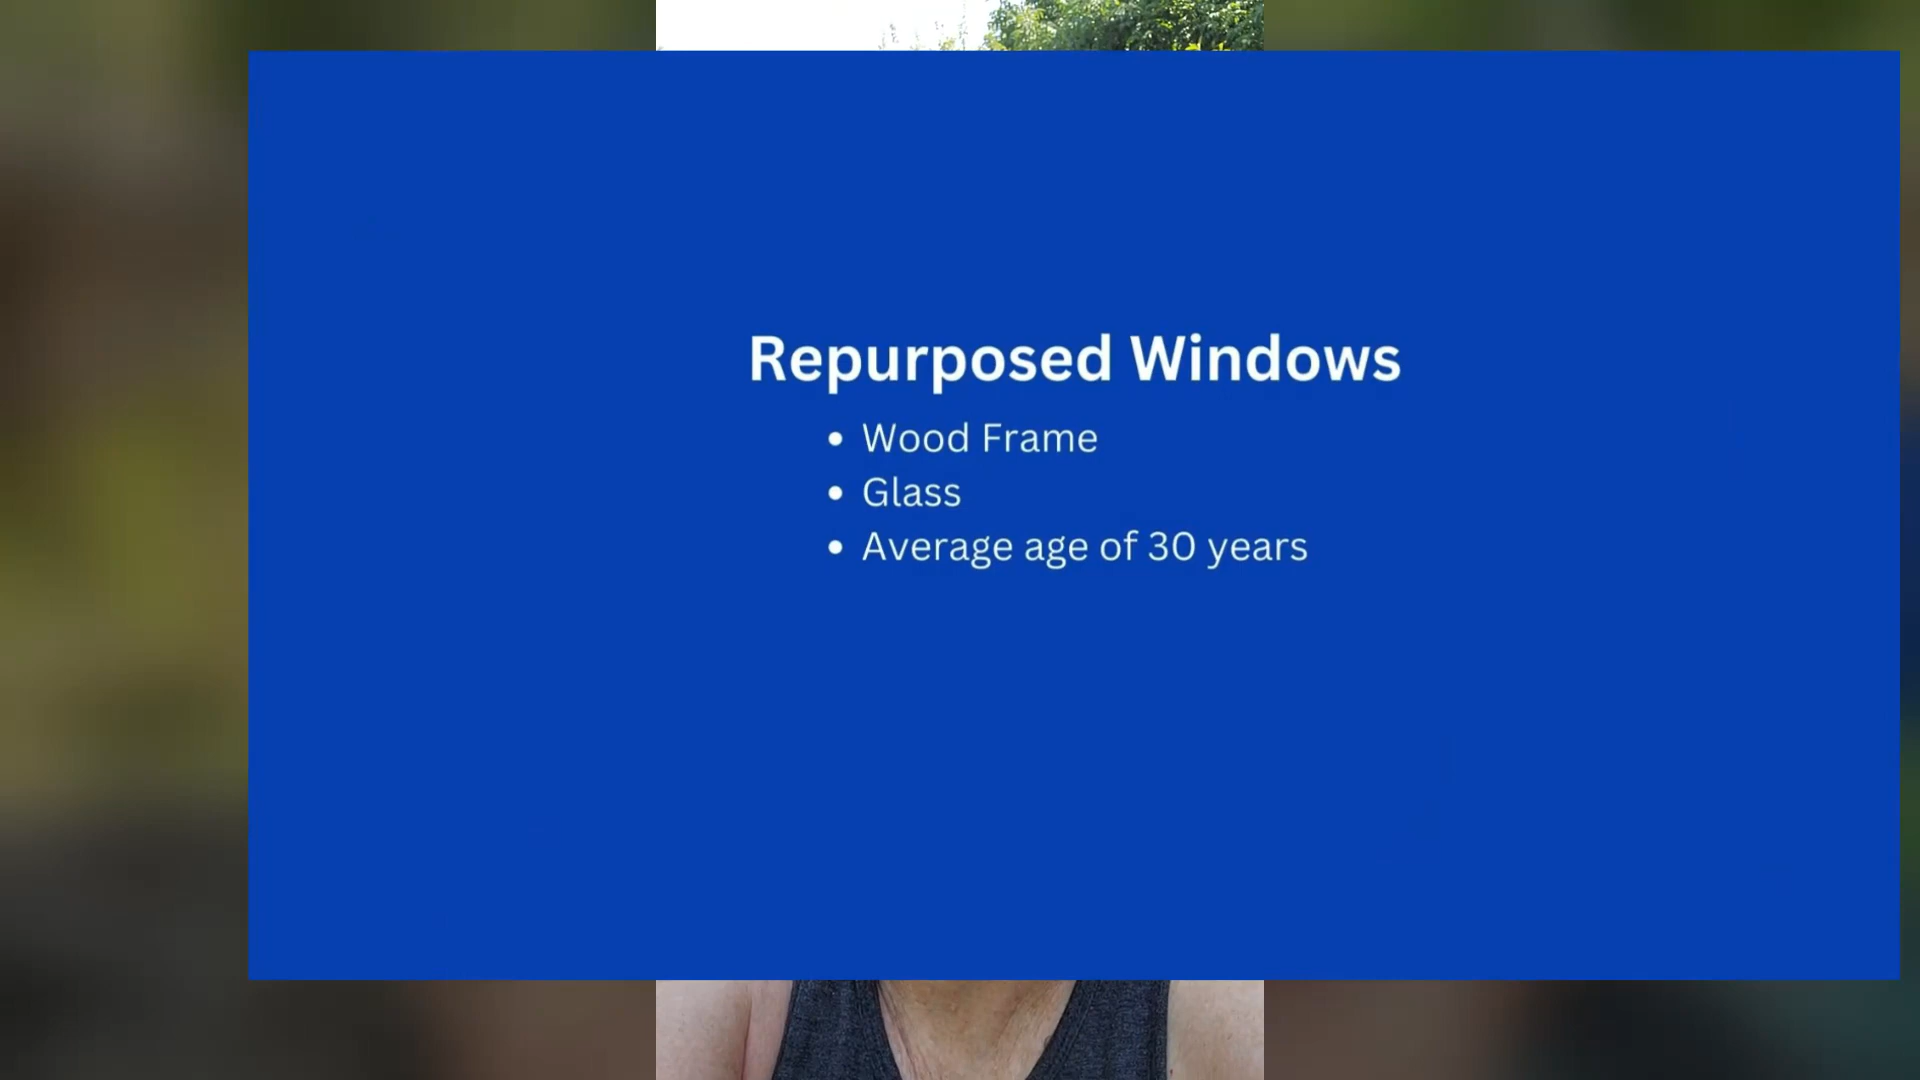 Repurposed Windows
• Wood Frame
• Glass
• Average age of 30 years